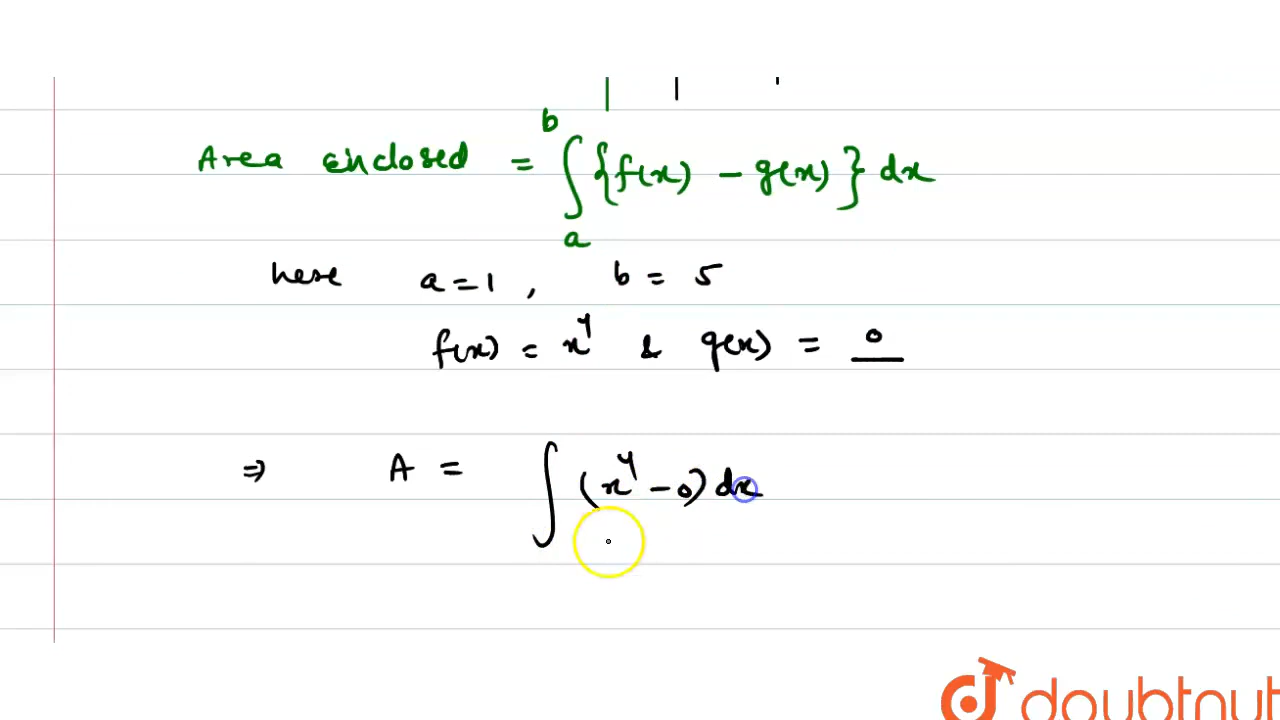 b
Area enclosed = ∫ {f(x) - g(x)} dx
a
here a = 1 , b = 5
f(x) = x⁴ & g(x) = 0
⇒ A = ∫ (x⁴ - 0) dx
doubtnut